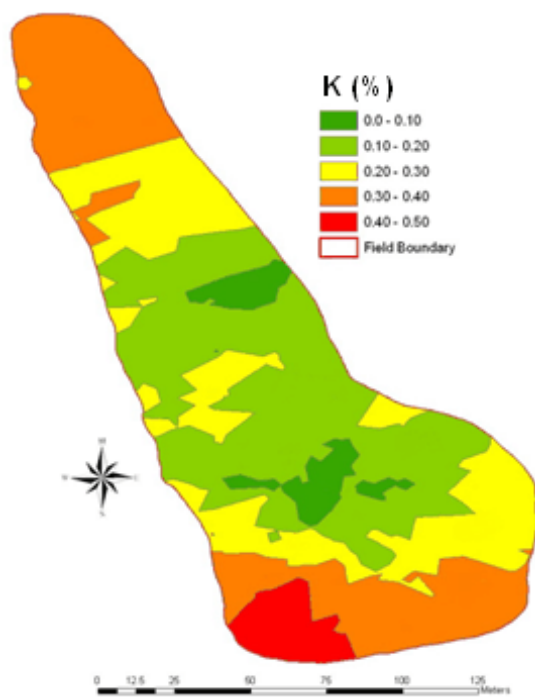 K (%)
0.0 - 0.10
0.10 - 0.20
0.20 - 0.30
0.30 - 0.40
0.40 - 0.50
Field Boundary
N
W E
S
0 12.5 25 50 75 100 125
Meters